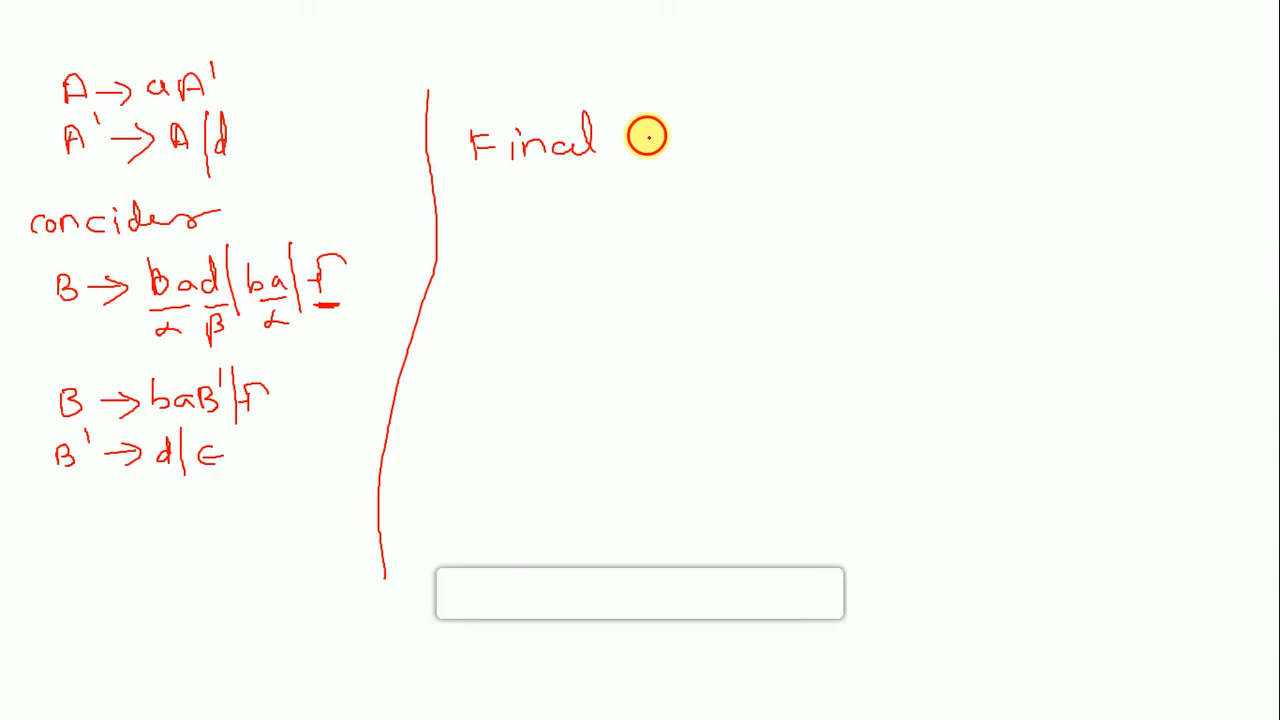 A → aA'
A' → A|d
concider
B → bad|ba|f
α β α
B → baB'|f
B' → d|ϵ
Final